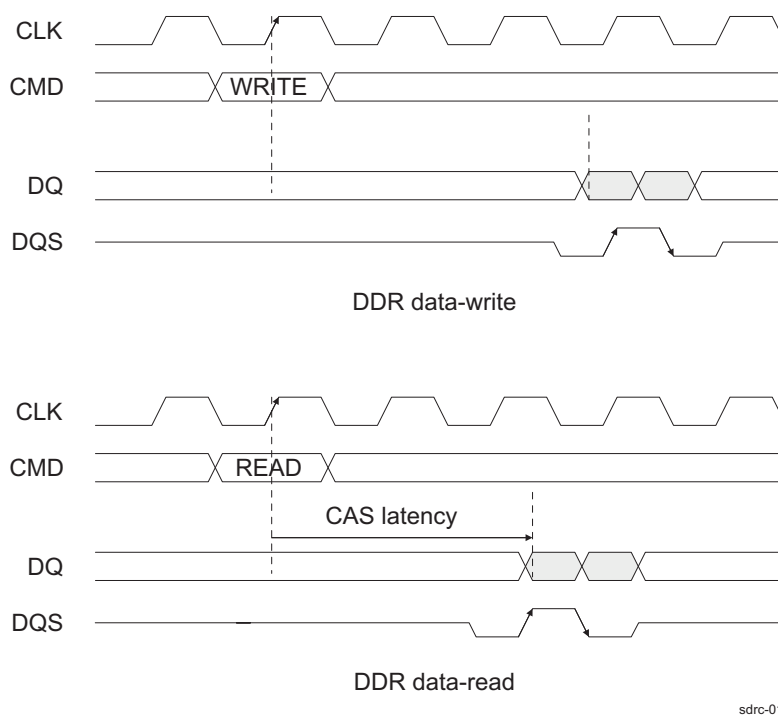 CLK
CMD WRITE
DQ
DQS
DDR data-write
CLK
CMD READ
CAS latency
DQ
DQS
DDR data-read